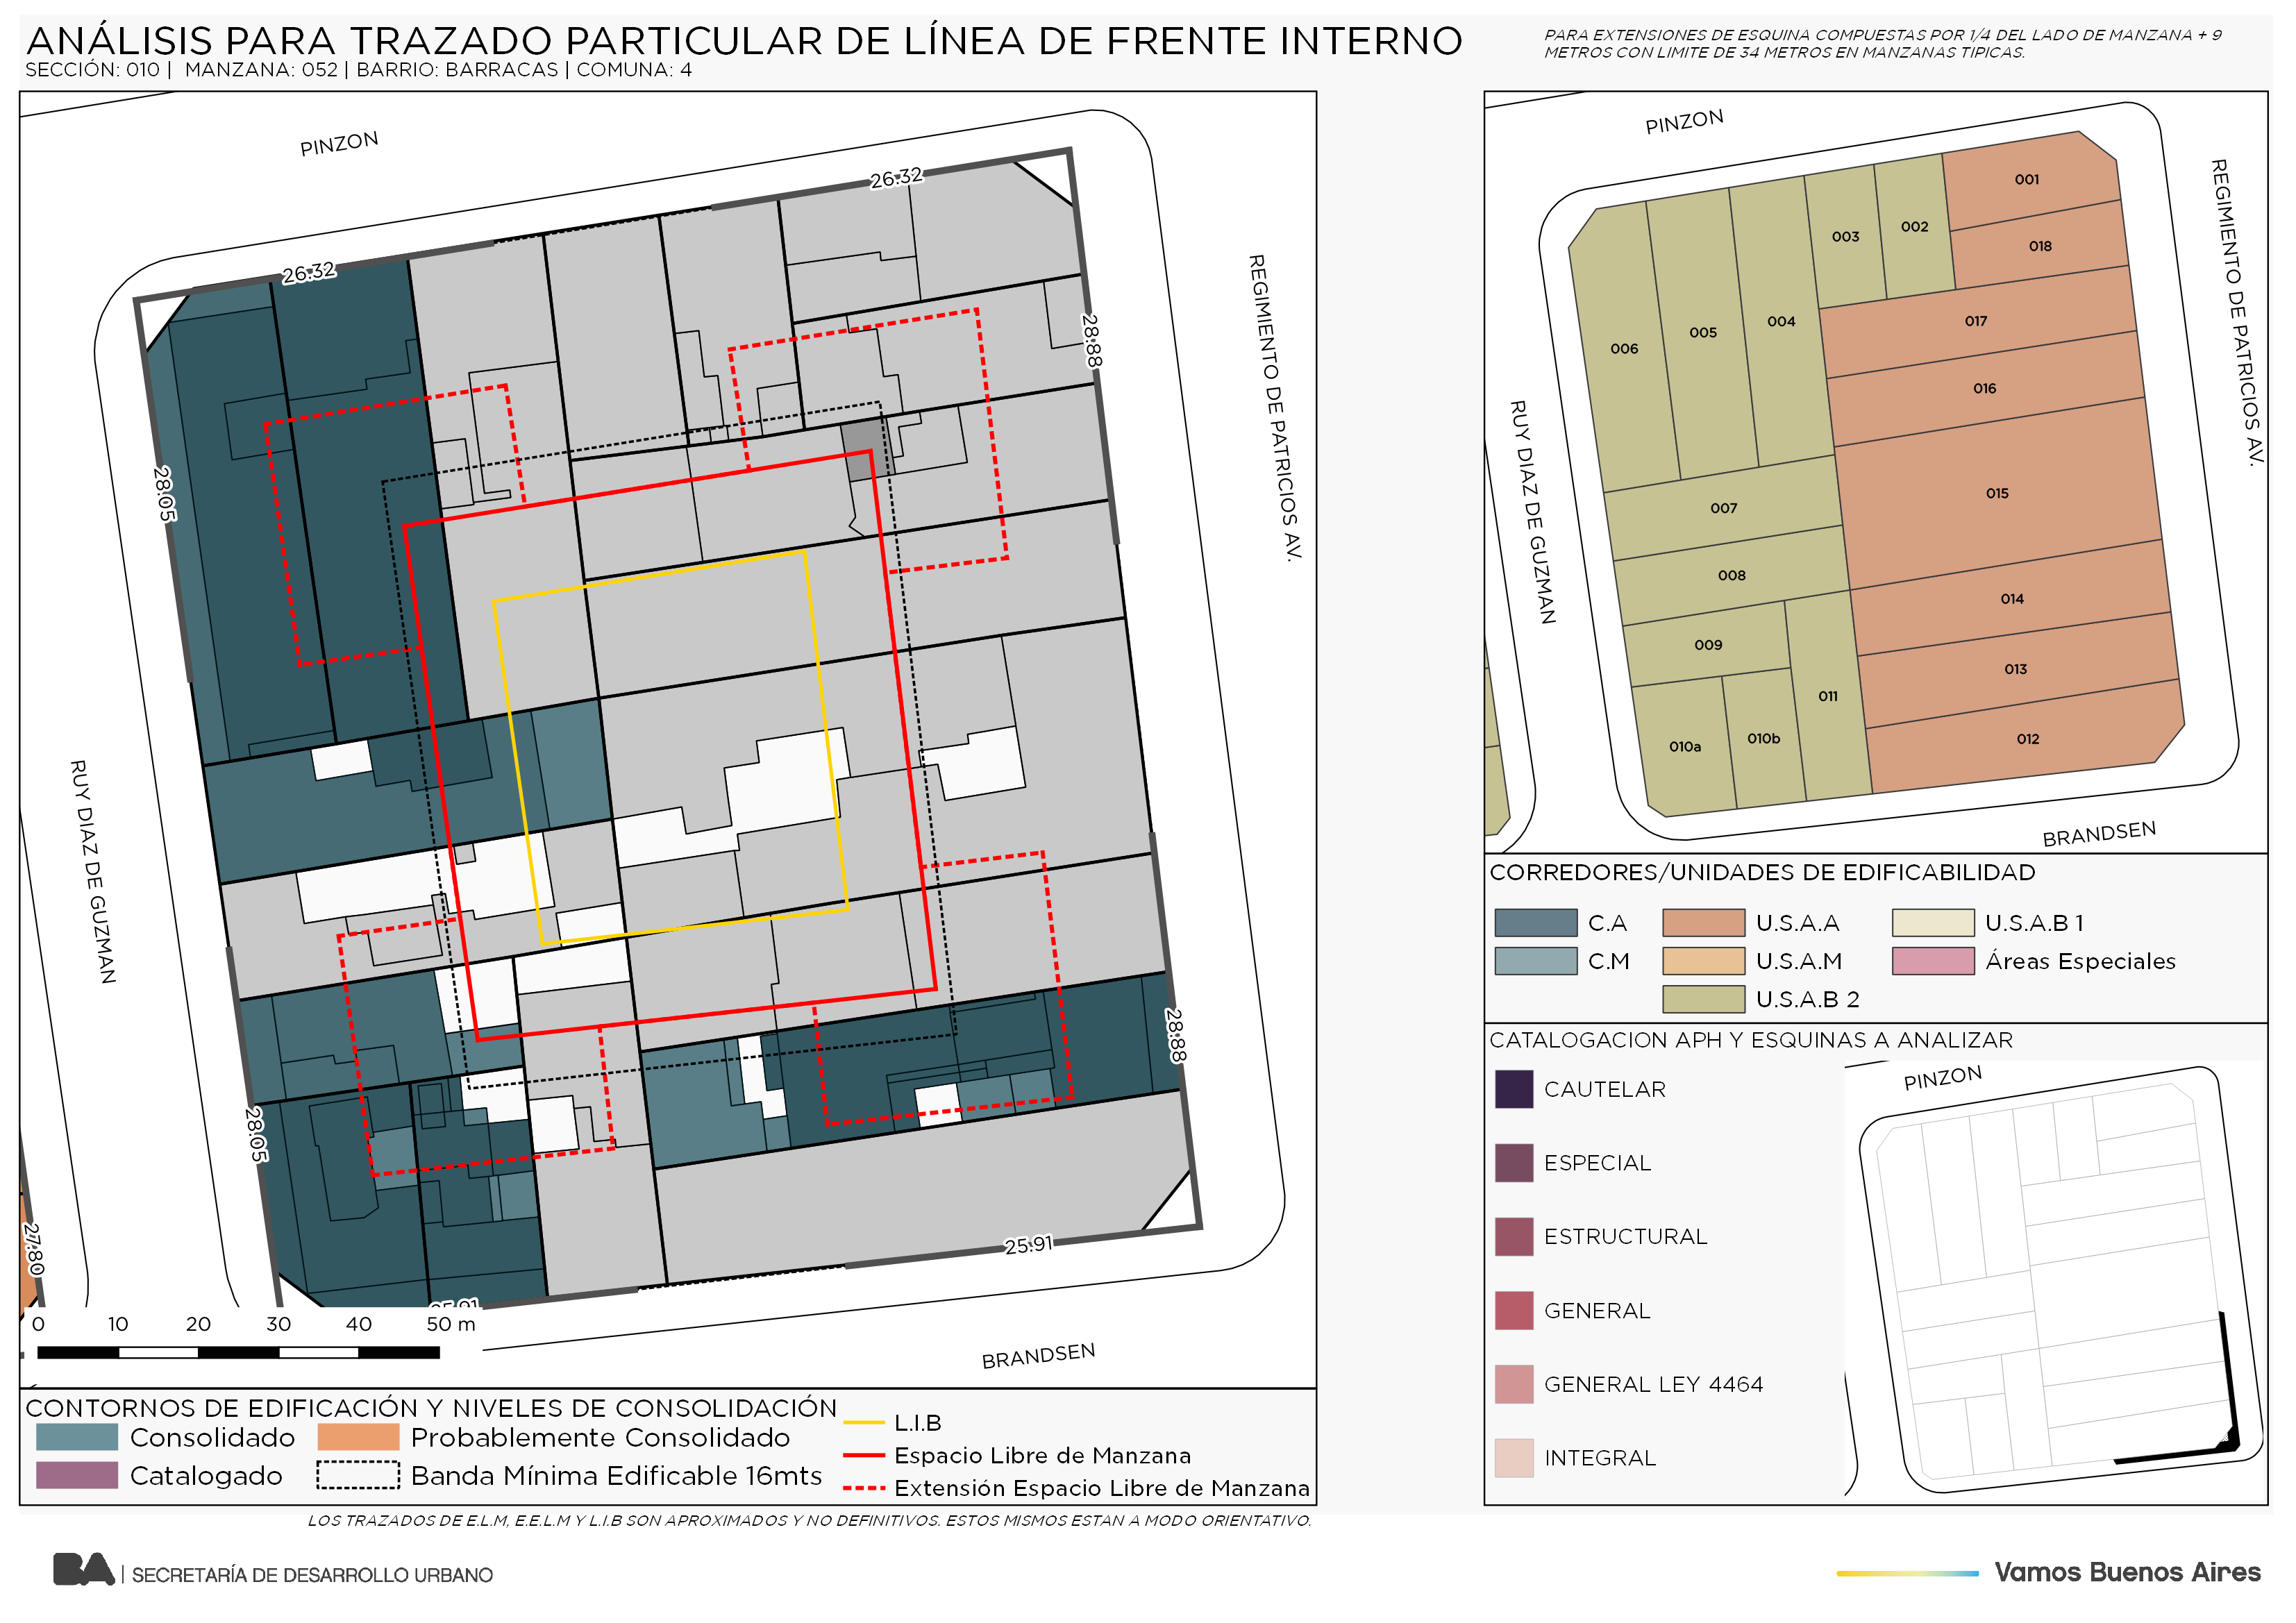 ANÁLISIS PARA TRAZADO PARTICULAR DE LÍNEA DE FRENTE INTERNO
SECCIÓN: 010 | MANZANA: 052 | BARRIO: BARRACAS | COMUNA: 4
PARA EXTENSIONES DE ESQUINA COMPUESTAS POR 1/4 DEL LADO DE MANZANA + 9
METROS CON LIMITE DE 34 METROS EN MANZANAS TIPICAS.
PINZON
26.32
26.32
28.88
REGIMIENTO DE PATRICIOS AV.
28.05
RUY DIAZ DE GUZMAN
28.88
28.05
27.80
25.91
25.91
BRANDSEN
0 10 20 30 40 50 m
CONTORNOS DE EDIFICACIÓN Y NIVELES DE CONSOLIDACIÓN
Consolidado
Probablemente Consolidado
Catalogado
Banda Mínima Edificable 16mts
L.I.B
Espacio Libre de Manzana
Extensión Espacio Libre de Manzana
PINZON
REGIMIENTO DE PATRICIOS AV.
RUY DIAZ DE GUZMAN
BRANDSEN
001
002
003
018
004
005
006
017
016
015
007
008
014
009
013
011
010a
010b
012
CORREDORES/UNIDADES DE EDIFICABILIDAD
C.A
U.S.A.A
U.S.A.B 1
C.M
U.S.A.M
Áreas Especiales
U.S.A.B 2
CATALOGACION APH Y ESQUINAS A ANALIZAR
CAUTELAR
ESPECIAL
ESTRUCTURAL
GENERAL
GENERAL LEY 4464
INTEGRAL
PINZON
LOS TRAZADOS DE E.L.M, E.E.L.M Y L.I.B SON APROXIMADOS Y NO DEFINITIVOS. ESTOS MISMOS ESTAN A MODO ORIENTATIVO.
BA | SECRETARÍA DE DESARROLLO URBANO
Vamos Buenos Aires